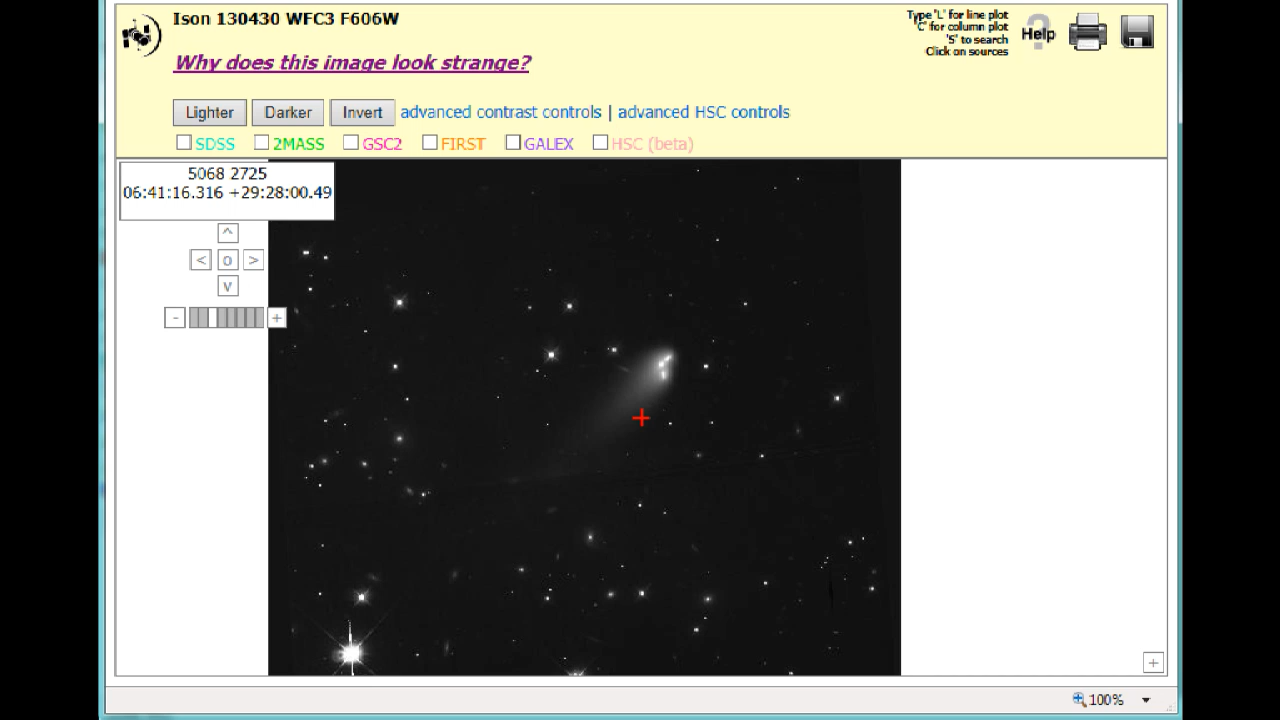 Ison 130430 WFC3 F606W
Type 'L' for line plot
'C' for column plot
'S' to search
Click on sources
Help
Why does this image look strange?
Lighter Darker Invert advanced contrast controls | advanced HSC controls
SDSS 2MASS GSC2 FIRST GALEX HSC (beta)
5068 2725
06:41:16.316 +29:28:00.49
^
< o >
v
- +
+
100%